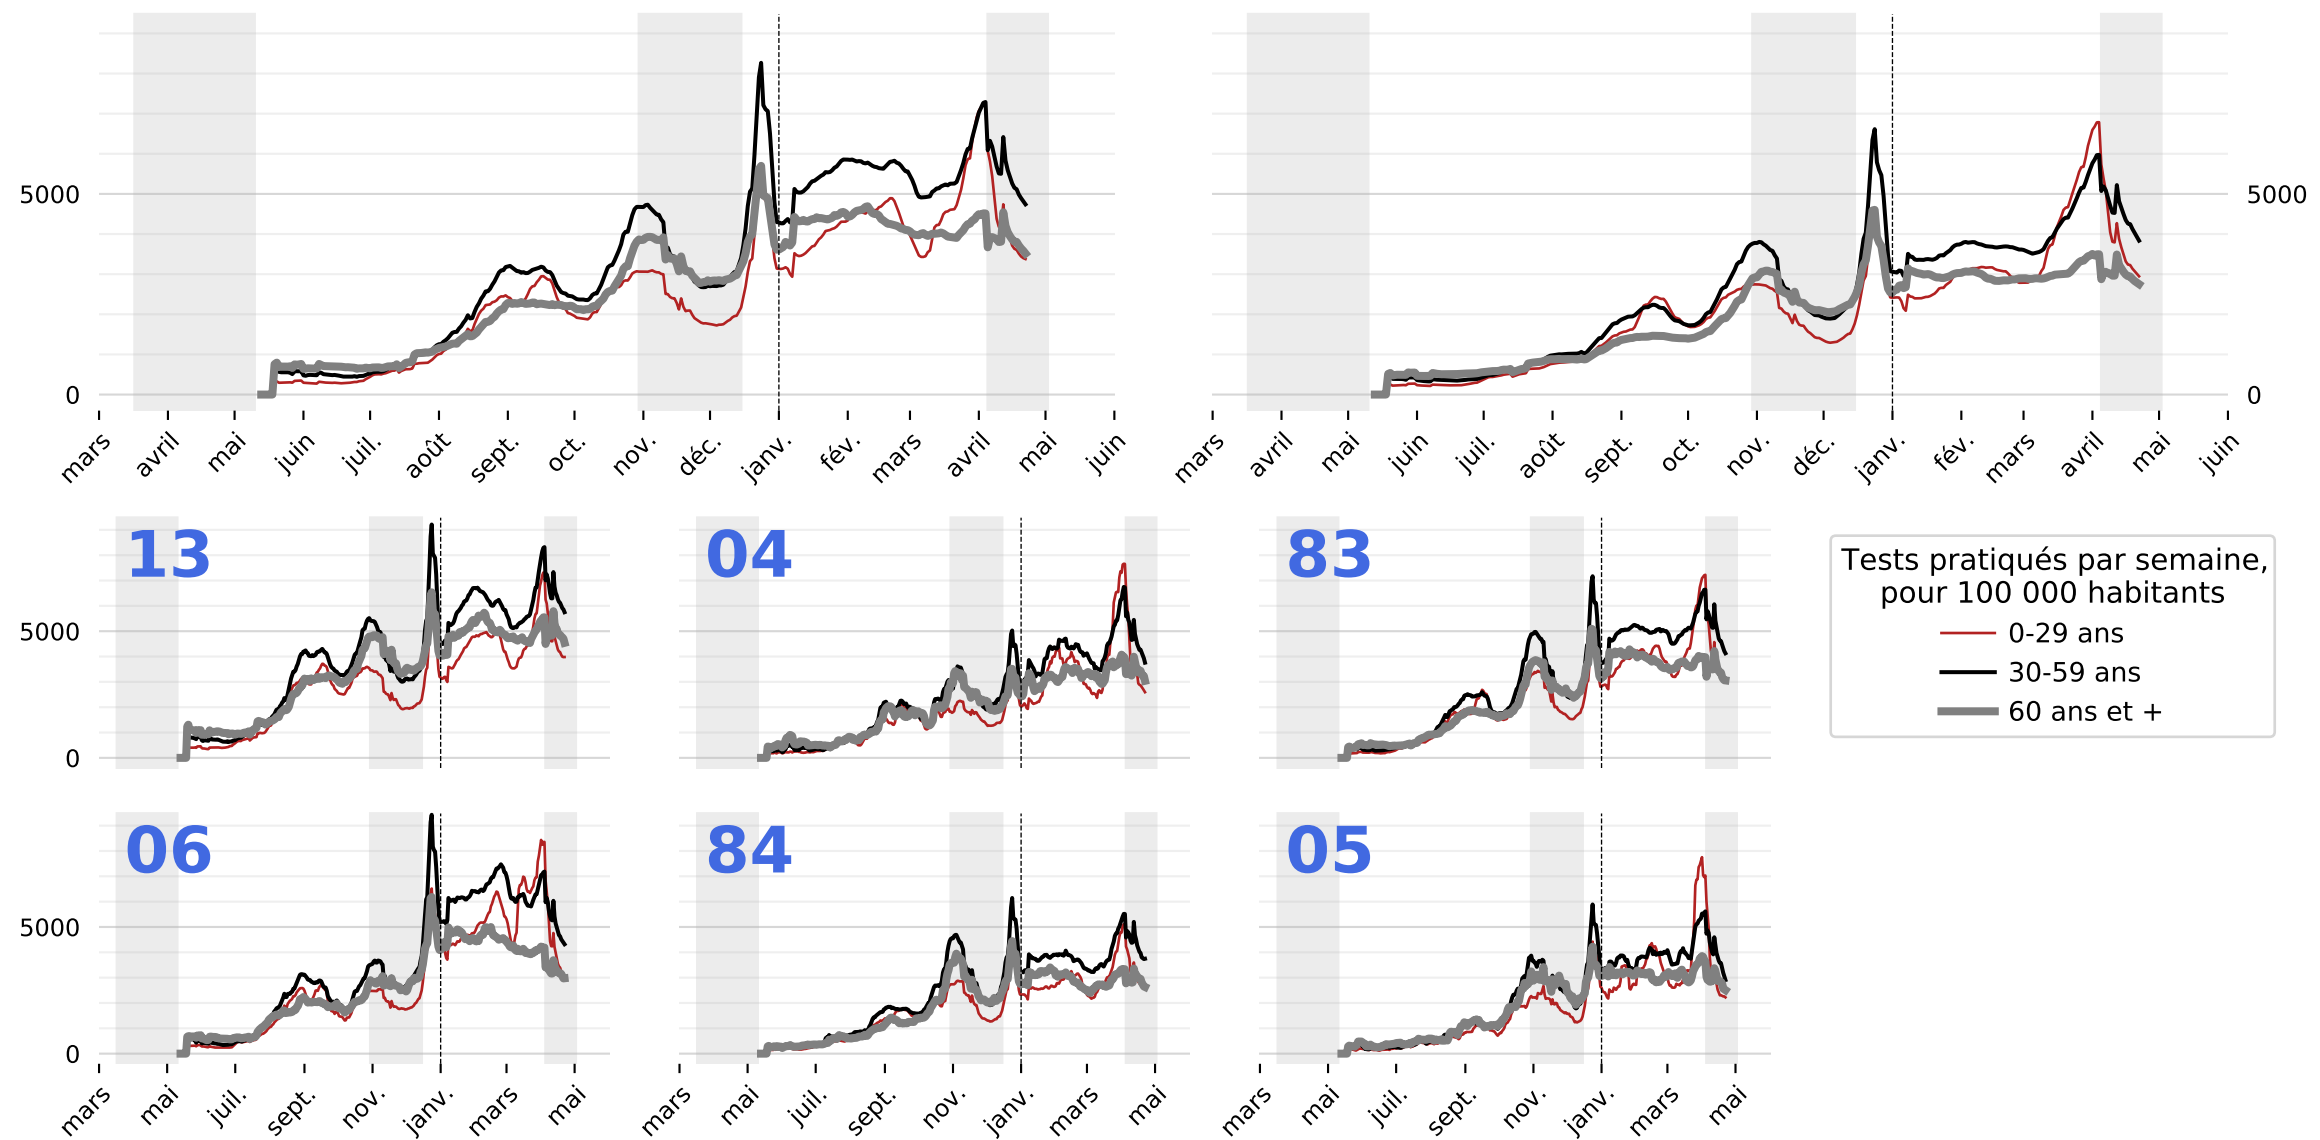 5000
0
mars avril mai juin juil. août sept. oct. nov. déc. janv. fév. mars avril mai juin
5000
0
mars avril mai juin juil. août sept. oct. nov. déc. janv. fév. mars avril mai juin
13
5000
0
04
83
Tests pratiqués par semaine,
pour 100 000 habitants
0-29 ans
30-59 ans
60 ans et +
06
5000
0
84
05
mars mai juil. sept. nov. janv. mars mai
mars mai juil. sept. nov. janv. mars mai
mars mai juil. sept. nov. janv. mars mai